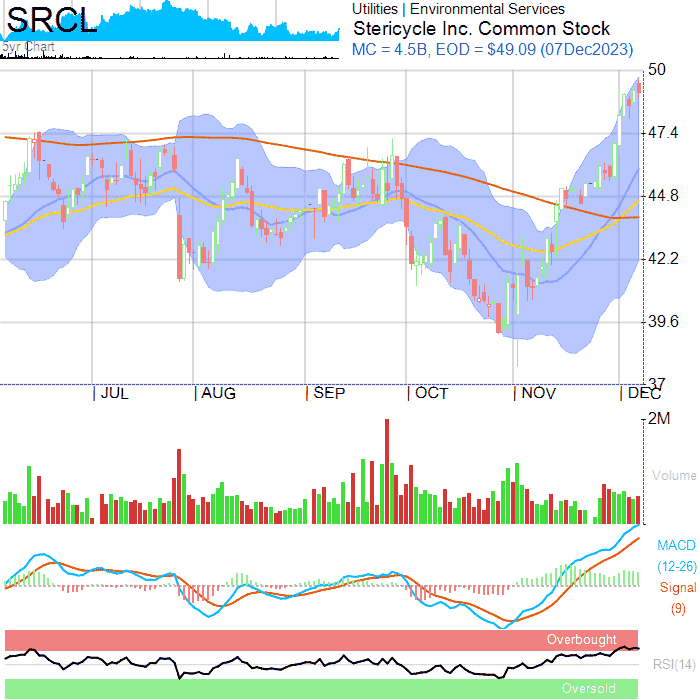 SRCL
5yr Chart
Utilities | Environmental Services
Stericycle Inc. Common Stock
MC = 4.5B, EOD = $49.09 (07Dec2023)
50
47.4
44.8
42.2
39.6
37
| JUL | AUG | SEP | OCT | NOV | DEC
2M
Volume
MACD
(12-26)
Signal
(9)
Overbought
RSI(14)
Oversold